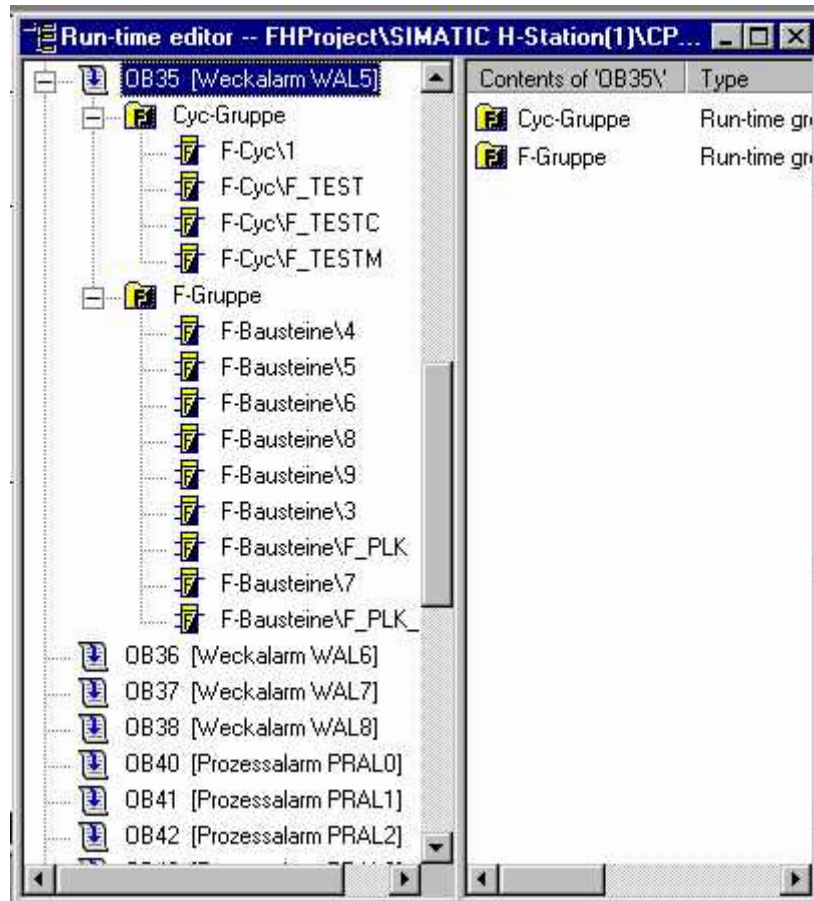 Run-time editor -- FHProject\SIMATIC H-Station(1)\CP...
OB35 [Weckalarm WAL5]
Cyc-Gruppe
F-Cyc\1
F-Cyc\F_TEST
F-Cyc\F_TESTC
F-Cyc\F_TESTM
F-Gruppe
F-Bausteine\4
F-Bausteine\5
F-Bausteine\6
F-Bausteine\8
F-Bausteine\9
F-Bausteine\3
F-Bausteine\F_PLK
F-Bausteine\7
F-Bausteine\F_PLK_
OB36 [Weckalarm WAL6]
OB37 [Weckalarm WAL7]
OB38 [Weckalarm WAL8]
OB40 [Prozessalarm PRAL0]
OB41 [Prozessalarm PRAL1]
OB42 [Prozessalarm PRAL2]
Contents of 'OB35\' Type
Cyc-Gruppe Run-time gr
F-Gruppe Run-time gr